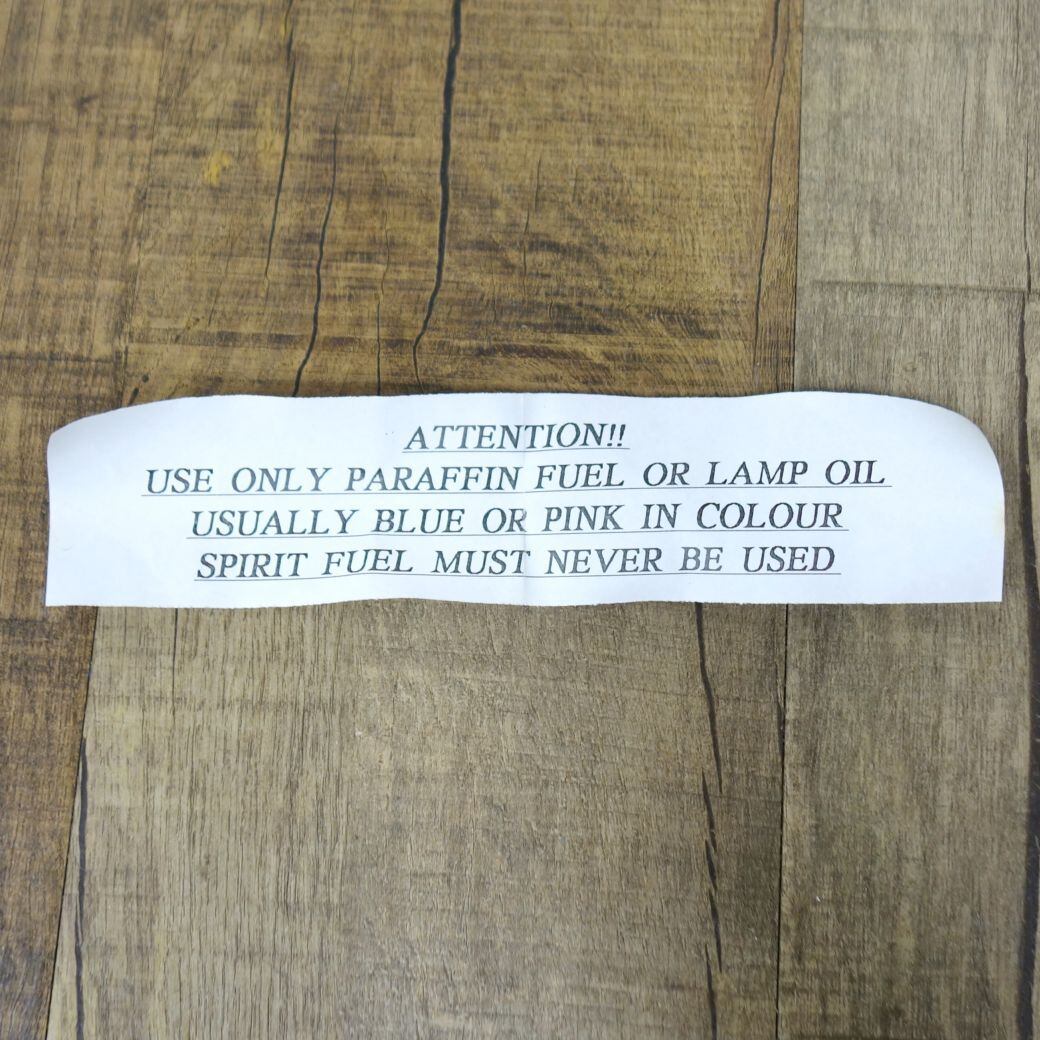 ATTENTION!!
USE ONLY PARAFFIN FUEL OR LAMP OIL
USUALLY BLUE OR PINK IN COLOUR
SPIRIT FUEL MUST NEVER BE USED